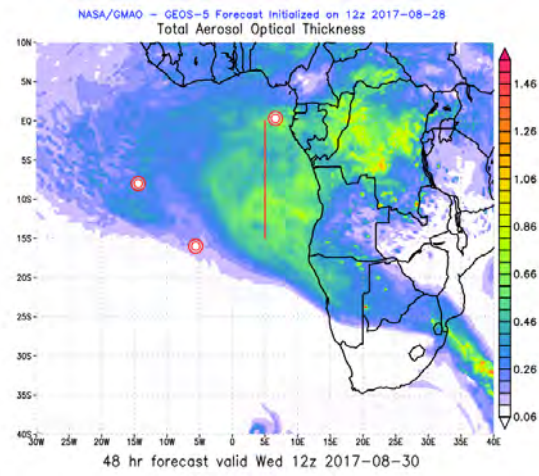 NASA/GMAO - GEOS-5 Forecast Initialized on 12z 2017-08-28
Total Aerosol Optical Thickness
10N
5N
EQ
5S
10S
15S
20S
25S
30S
35S
40S
30W 25W 20W 15W 10W 5W 0 5E 10E 15E 20E 25E 30E 35E 40E
1.46
1.26
1.06
0.86
0.66
0.46
0.26
0.06
48 hr forecast valid Wed 12z 2017-08-30